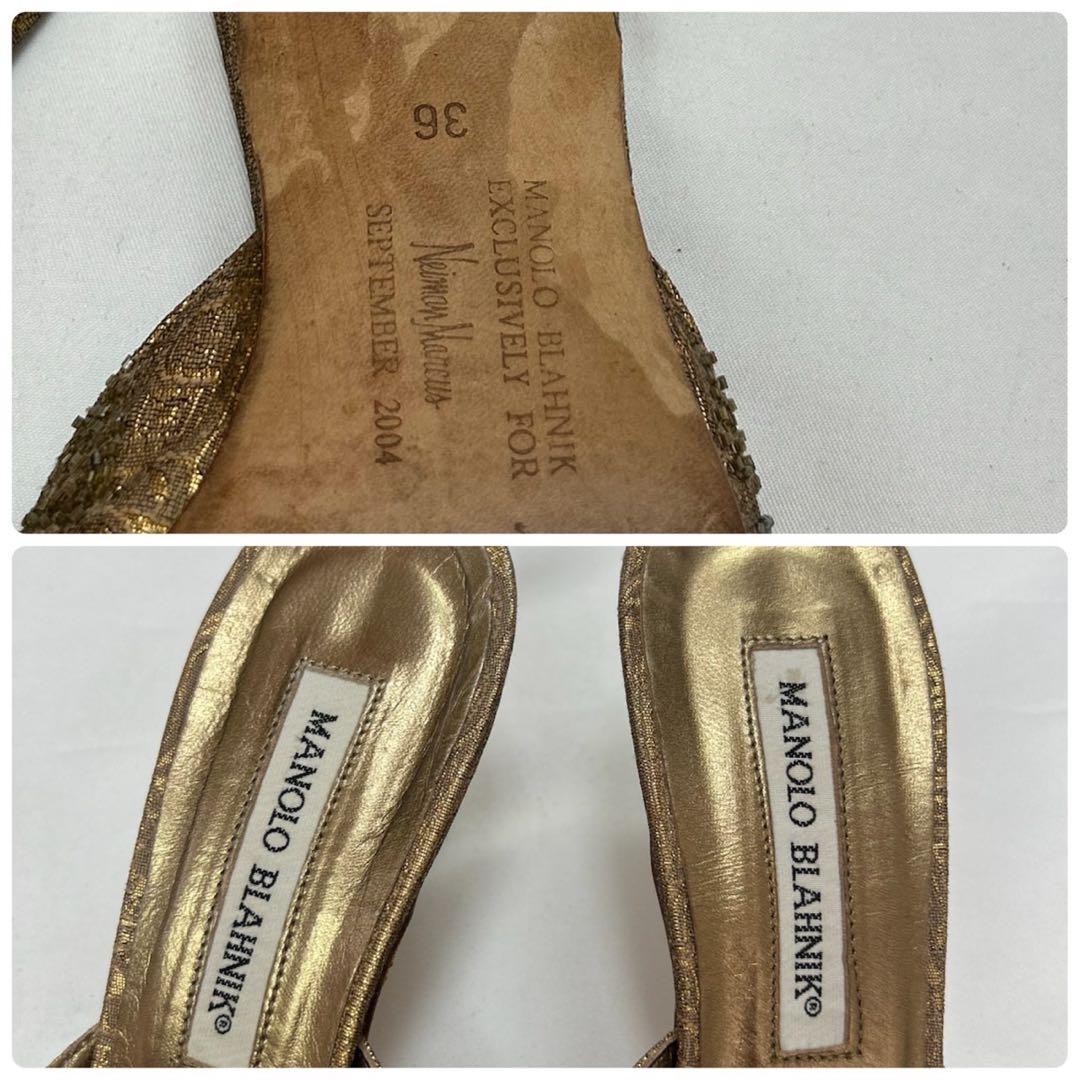 36
MANOLO BLAHNIK
EXCLUSIVELY FOR
Neiman Marcus
SEPTEMBER 2004
MANOLO BLAHNIK®
MANOLO BLAHNIK®